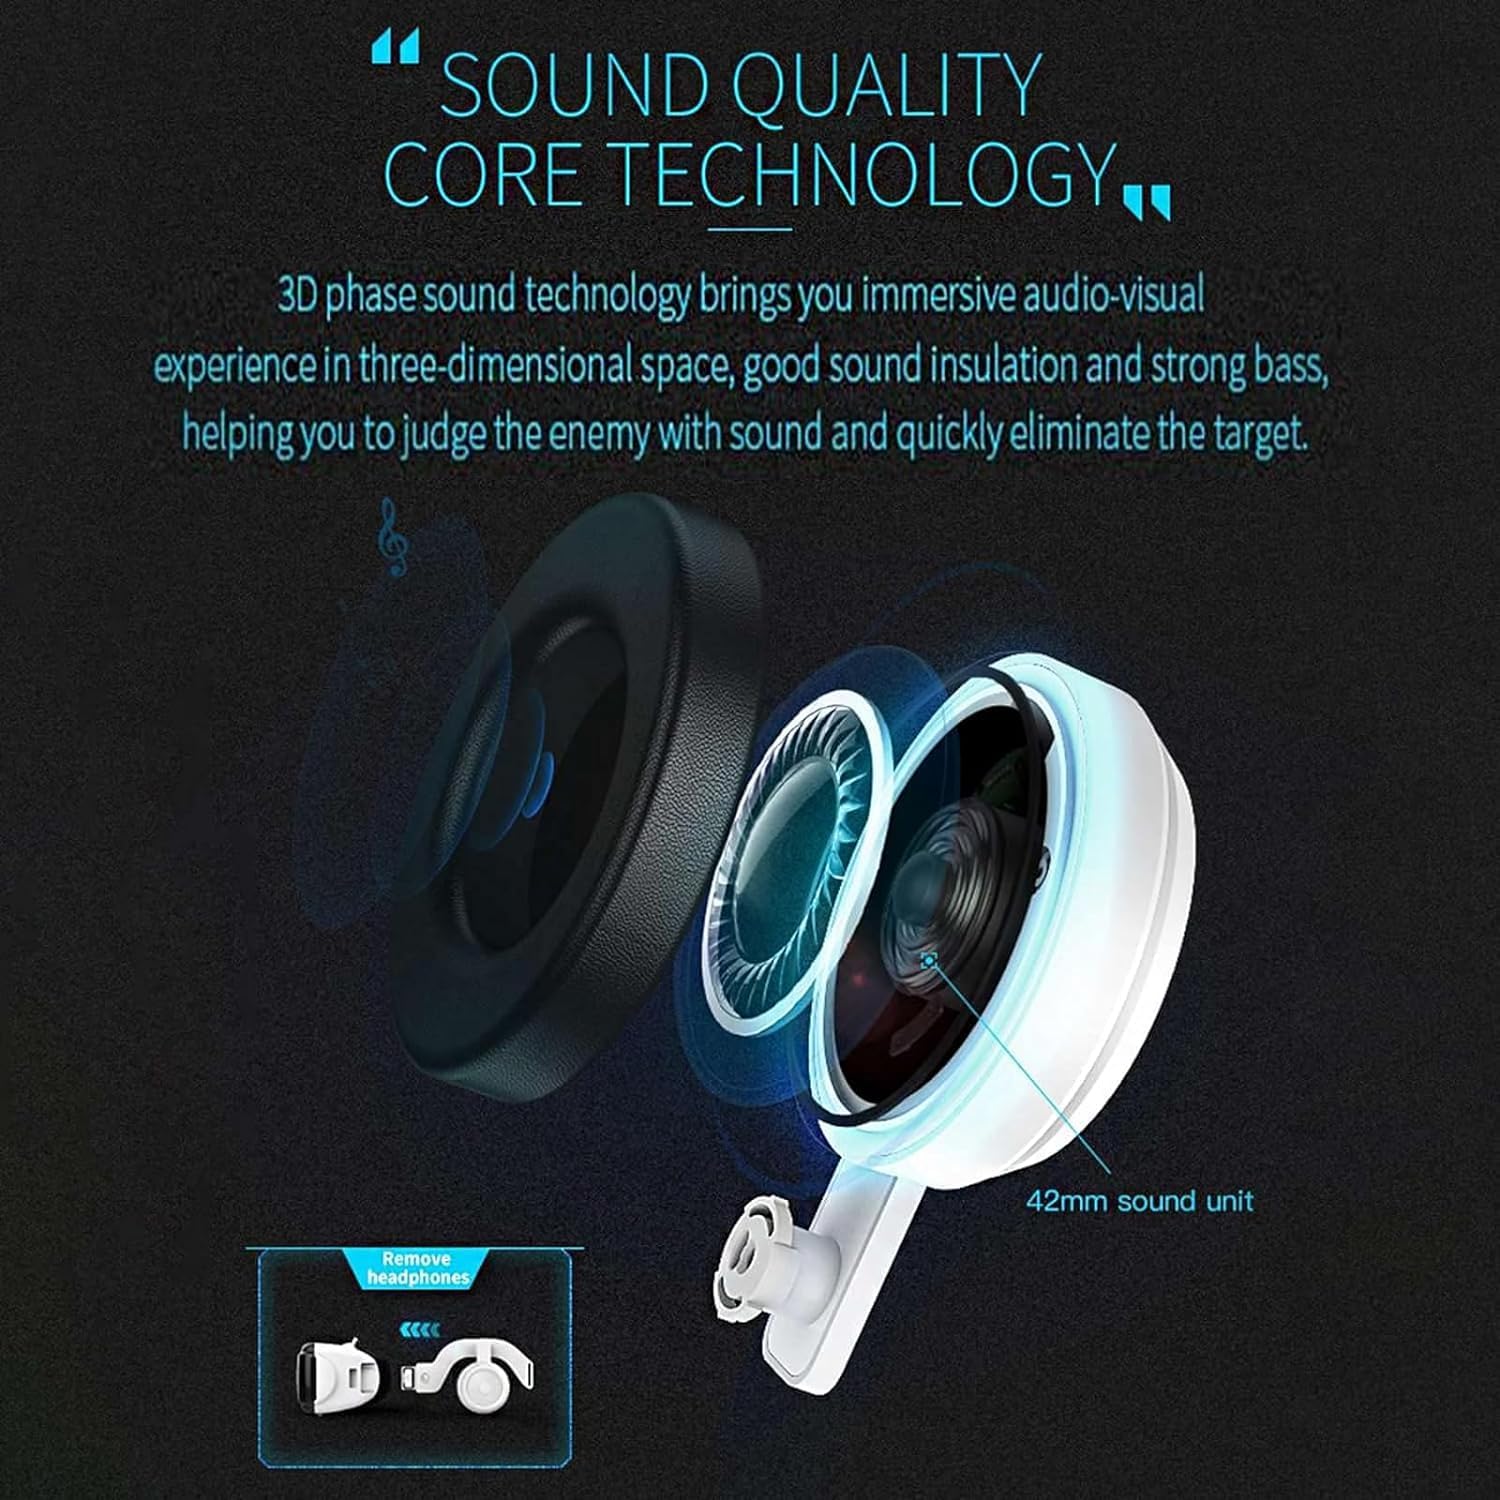 SOUND QUALITY
CORE TECHNOLOGY
3D phase sound technology brings you immersive audio-visual
experience in three-dimensional space, good sound insulation and strong bass,
helping you to judge the enemy with sound and quickly eliminate the target.
42mm sound unit
Remove
headphones